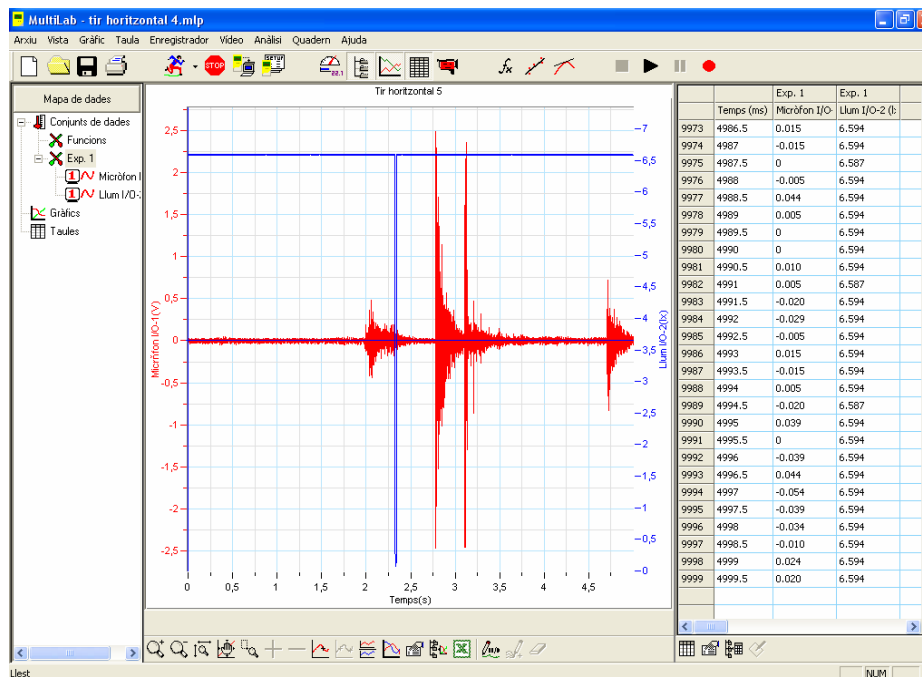 MultiLab - tir horitzontal 4.mlp
Arxiu Vista Gràfic Taula Enregistrador Vídeo Anàlisi Quadern Ajuda
STOP SETUP 22.1 fx
Mapa de dades
Conjunts de dades
Funcions
Exp. 1
1 Micròfon I
1 Llum I/O-
Gràfics
Taules
Tir horitzontal 5
2,5
2
1,5
1
0,5
0
-0,5
-1
-1,5
-2
-2,5
Micròfon I/O-1(V)
7
6,5
6
5,5
5
4,5
4
3,5
3
2,5
2
1,5
1
0,5
0
Llum I/O-2(lx)
0 0,5 1 1,5 2 2,5 3 3,5 4 4,5
Temps(s)
Exp. 1 Exp. 1
Temps (ms) Micròfon I/O- Llum I/O-2 (l:
9973 4986.5 0.015 6.594
9974 4987 -0.015 6.594
9975 4987.5 0 6.587
9976 4988 -0.005 6.594
9977 4988.5 0.044 6.594
9978 4989 0.005 6.594
9979 4989.5 0 6.594
9980 4990 0 6.594
9981 4990.5 0.010 6.594
9982 4991 0.005 6.587
9983 4991.5 -0.020 6.594
9984 4992 -0.029 6.594
9985 4992.5 -0.005 6.594
9986 4993 0.015 6.594
9987 4993.5 -0.015 6.594
9988 4994 0.005 6.594
9989 4994.5 -0.020 6.587
9990 4995 0.039 6.594
9991 4995.5 0 6.594
9992 4996 -0.039 6.594
9993 4996.5 0.044 6.594
9994 4997 -0.054 6.594
9995 4997.5 -0.039 6.594
9996 4998 -0.034 6.594
9997 4998.5 -0.010 6.594
9998 4999 0.024 6.594
9999 4999.5 0.020 6.594
Llest
NUM